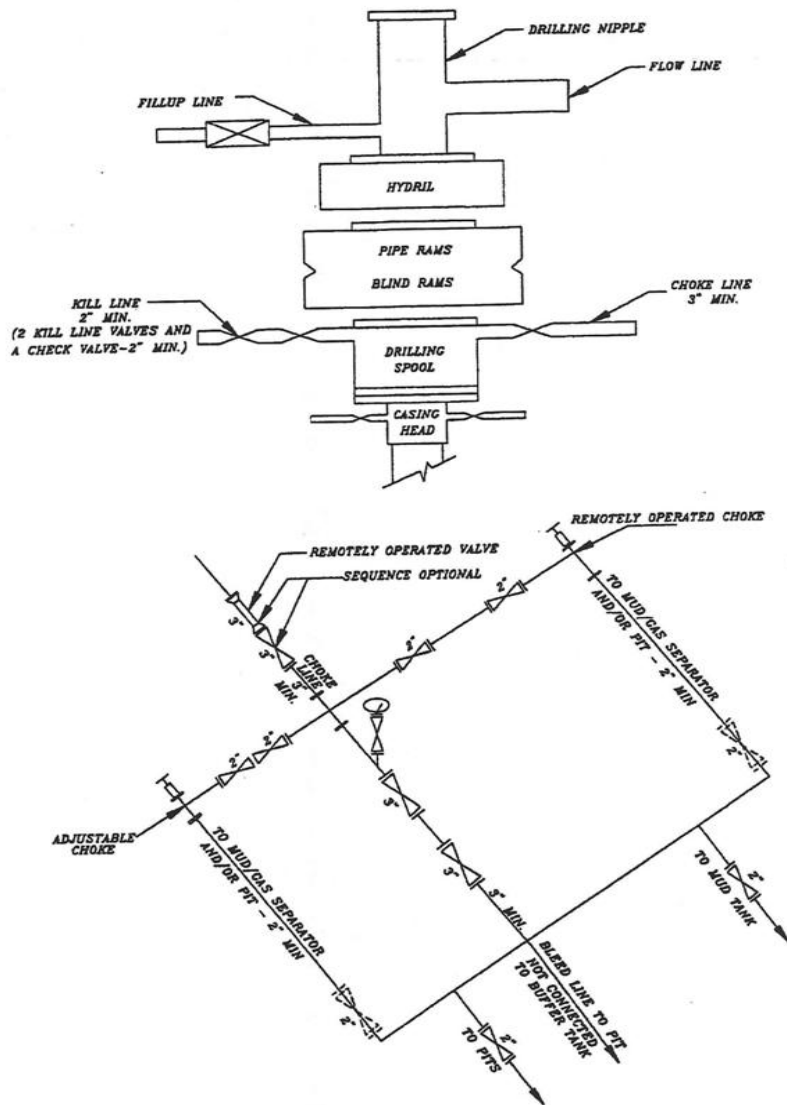 DRILLING NIPPLE
FLOW LINE
FILLUP LINE
HYDRIL
PIPE RAMS
BLIND RAMS
KILL LINE
2" MIN.
(2 KILL LINE VALVES AND
A CHECK VALVE-2" MIN.)
CHOKE LINE
3" MIN.
DRILLING
SPOOL
CASING
HEAD
REMOTELY OPERATED CHOKE
REMOTELY OPERATED VALVE
SEQUENCE OPTIONAL
3"
3"
CHOKE
LINE
3"
MIN.
2"
2"
TO MUD/GAS SEPARATOR
AND/OR PIT - 2" MIN
2"
2"
2"
ADJUSTABLE
CHOKE
TO MUD/GAS SEPARATOR
AND/OR PIT - 2" MIN
2"
3"
3"
3" MIN.
BLEED LINE TO PIT
NOT CONNECTED
TO BUFFER TANK
2"
TO MUD TANK
2"
TO PITS